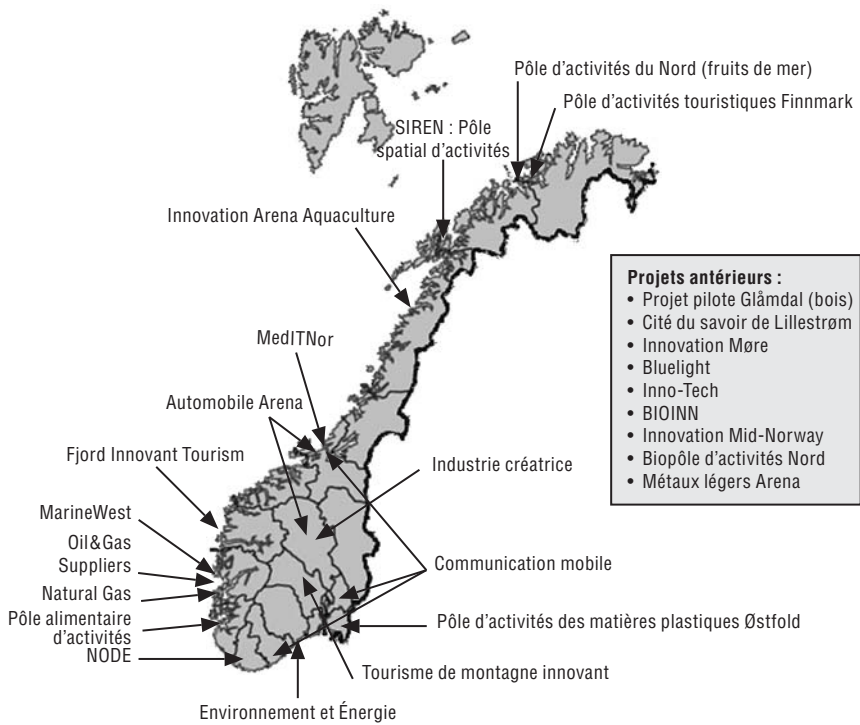 Pôle d'activités du Nord (fruits de mer)
Pôle d'activités touristiques Finnmark
SIREN : Pôle
spatial d'activités
Innovation Arena Aquaculture
Projets antérieurs :
• Projet pilote Glåmdal (bois)
• Cité du savoir de Lillestrøm
• Innovation Møre
• Bluelight
• Inno-Tech
• BIOINN
• Innovation Mid-Norway
• Biopôle d'activités Nord
• Métaux légers Arena
MedITNor
Automobile Arena
Fjord Innovant Tourism
Industrie créatrice
MarineWest
Oil&Gas
Suppliers
Natural Gas
Pôle alimentaire
d'activités
NODE
Communication mobile
Pôle d'activités des matières plastiques Østfold
Tourisme de montagne innovant
Environnement et Énergie